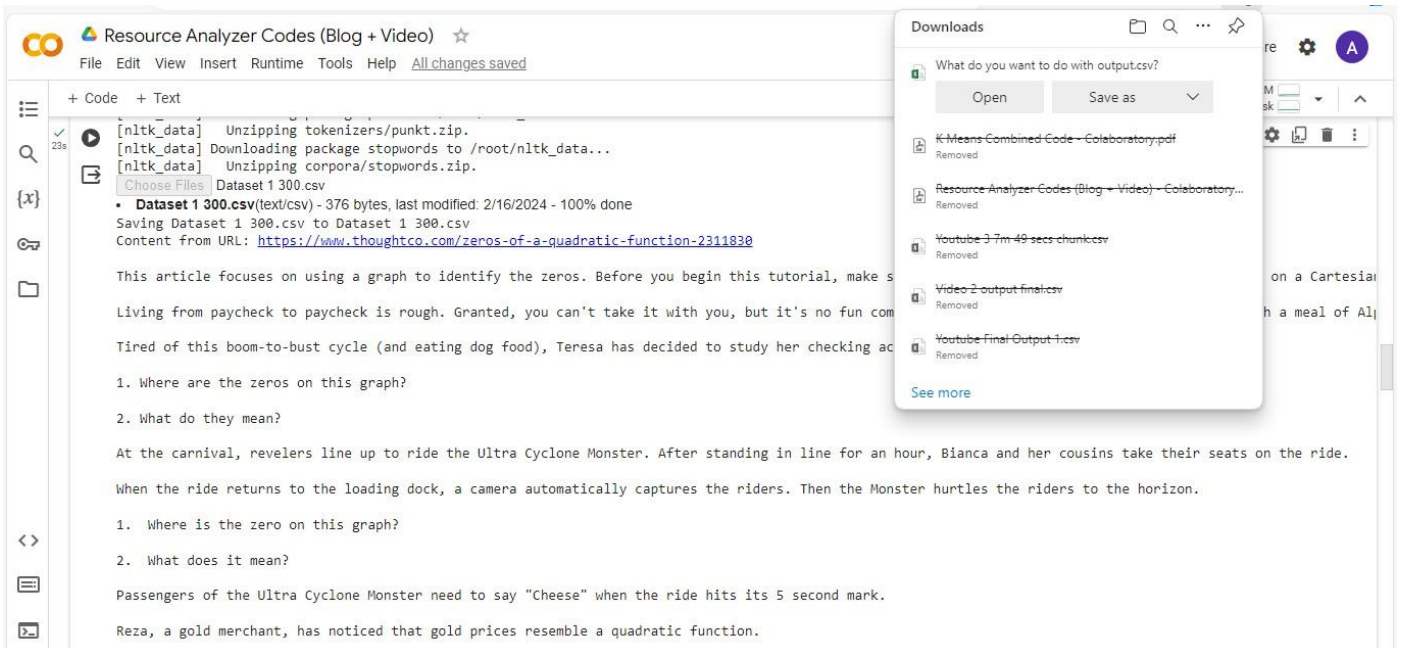 Resource Analyzer Codes (Blog + Video)
File Edit View Insert Runtime Tools Help All changes saved
+ Code + Text
23s
[nltk_data] Unzipping tokenizers/punkt.zip.
[nltk_data] Downloading package stopwords to /root/nltk_data...
[nltk_data] Unzipping corpora/stopwords.zip.
Choose Files Dataset 1 300.csv
• Dataset 1 300.csv(text/csv) - 376 bytes, last modified: 2/16/2024 - 100% done
Saving Dataset 1 300.csv to Dataset 1 300.csv
Content from URL: https://www.thoughtco.com/zeros-of-a-quadratic-function-2311830
This article focuses on using a graph to identify the zeros. Before you begin this tutorial, make s
on a Cartesian
Living from paycheck to paycheck is rough. Granted, you can't take it with you, but it's no fun com
h a meal of Alp
Tired of this boom-to-bust cycle (and eating dog food), Teresa has decided to study her checking ac
1. Where are the zeros on this graph?
2. What do they mean?
At the carnival, revelers line up to ride the Ultra Cyclone Monster. After standing in line for an hour, Bianca and her cousins take their seats on the ride.
When the ride returns to the loading dock, a camera automatically captures the riders. Then the Monster hurtles the riders to the horizon.
1. Where is the zero on this graph?
2. What does it mean?
Passengers of the Ultra Cyclone Monster need to say "Cheese" when the ride hits its 5 second mark.
Reza, a gold merchant, has noticed that gold prices resemble a quadratic function.
Downloads
What do you want to do with output.csv?
Open Save as
K Means Combined Code - Colaboratory.pdf
Removed
Resource Analyzer Codes (Blog + Video) - Colaboratory...
Removed
Youtube 3 7m 49 secs chunk.csv
Removed
Video 2 output final.csv
Removed
Youtube Final Output 1.csv
Removed
See more
re
A
M
sk
{x}